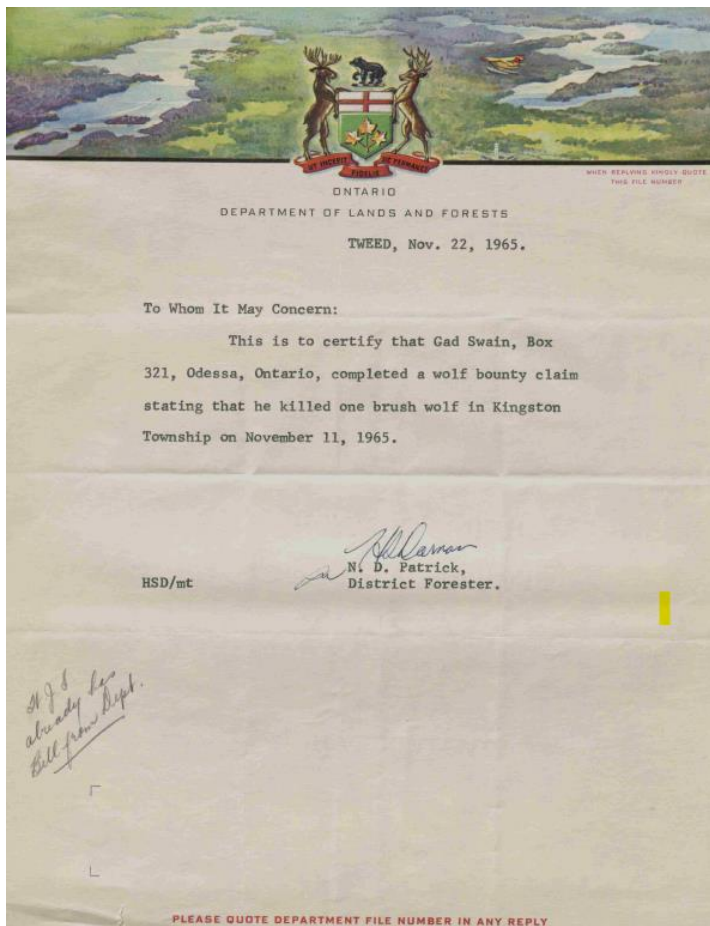 UT INCEPIT FIDELIS SIC PERMANET
WHEN REPLYING KINDLY QUOTE
THIS FILE NUMBER
ONTARIO
DEPARTMENT OF LANDS AND FORESTS
TWEED, Nov. 22, 1965.
To Whom It May Concern:
This is to certify that Gad Swain, Box
321, Odessa, Ontario, completed a wolf bounty claim
stating that he killed one brush wolf in Kingston
Township on November 11, 1965.
N. D. Patrick,
HSD/mt District Forester.
already has
Bill from Dept.
PLEASE QUOTE DEPARTMENT FILE NUMBER IN ANY REPLY